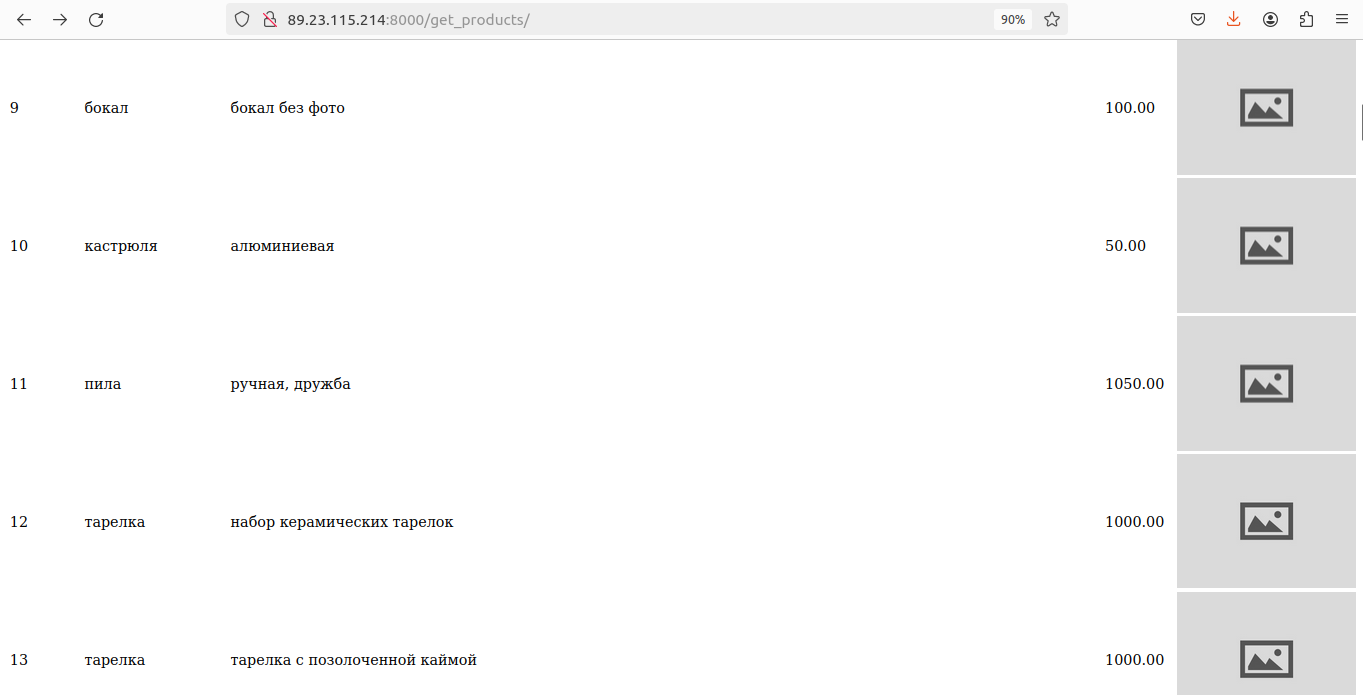 89.23.115.214:8000/get_products/ 90%
9 бокал бокал без фото 100.00
10 кастрюля алюминиевая 50.00
11 пила ручная, дружба 1050.00
12 тарелка набор керамических тарелок 1000.00
13 тарелка тарелка с позолоченной каймой 1000.00